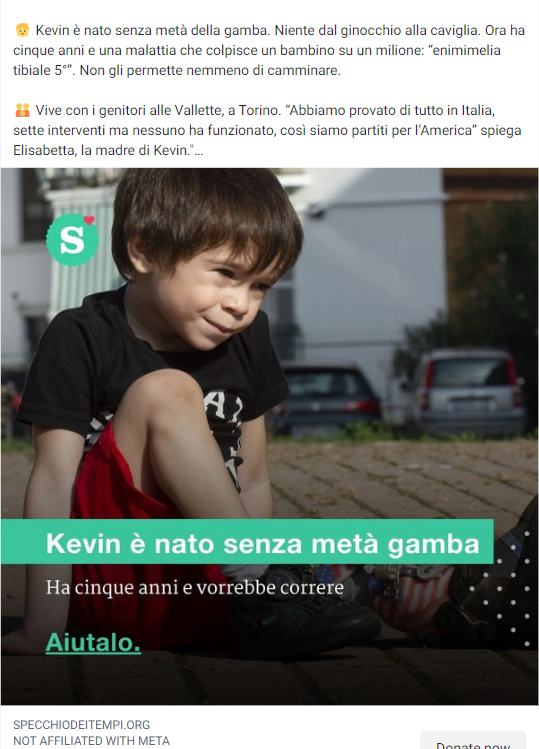 Kevin è nato senza metà della gamba. Niente dal ginocchio alla caviglia. Ora ha
cinque anni e una malattia che colpisce un bambino su un milione: “enimimelia
tibiale 5°”. Non gli permette nemmeno di camminare.
Vive con i genitori alle Vallette, a Torino. “Abbiamo provato di tutto in Italia,
sette interventi ma nessuno ha funzionato, così siamo partiti per l’America” spiega
Elisabetta, la madre di Kevin."...
S
Kevin è nato senza metà gamba
Ha cinque anni e vorrebbe correre
Aiutalo.
SPECCHIODEITEMPI.ORG
NOT AFFILIATED WITH META
Donate now